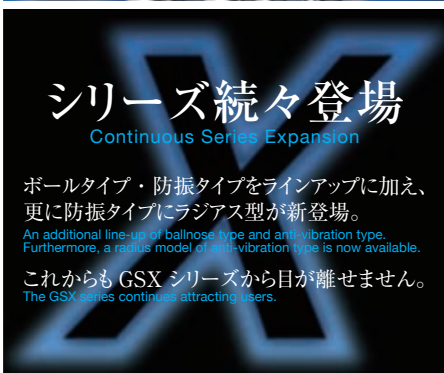 シリーズ続々登場
Continuous Series Expansion
ボールタイプ・防振タイプをラインアップに加え、
更に防振タイプにラジアス型が新登場。
An additional line-up of ballnose type and anti-vibration type.
Furthermore, a radius model of anti-vibration type is now available.
これからも GSX シリーズから目が離せません。
The GSX series continues attracting users.